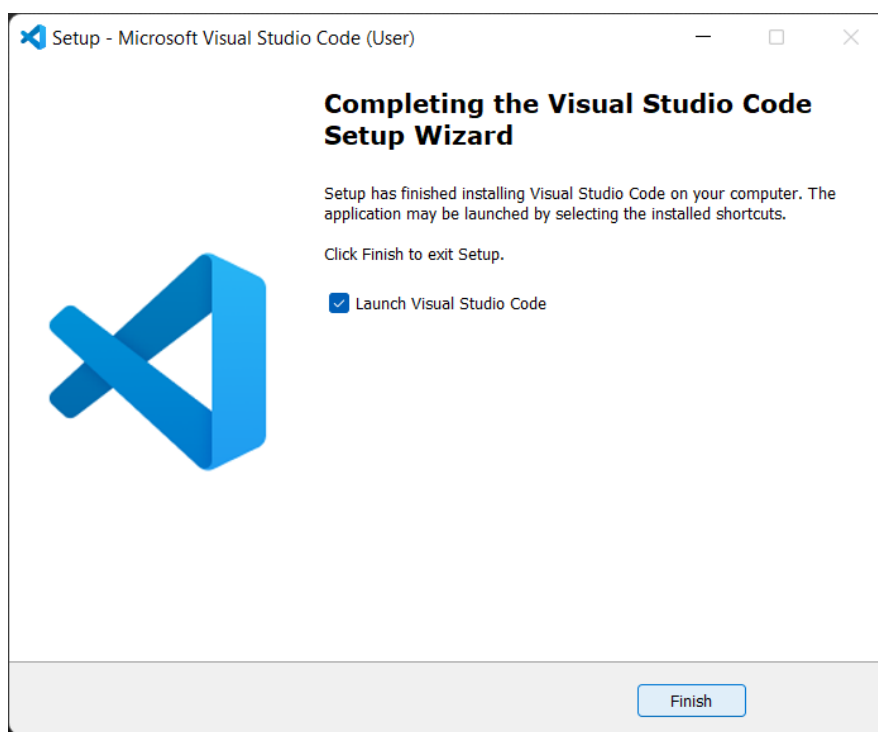 Setup - Microsoft Visual Studio Code (User)
Completing the Visual Studio Code
Setup Wizard
Setup has finished installing Visual Studio Code on your computer. The
application may be launched by selecting the installed shortcuts.
Click Finish to exit Setup.
Launch Visual Studio Code
Finish